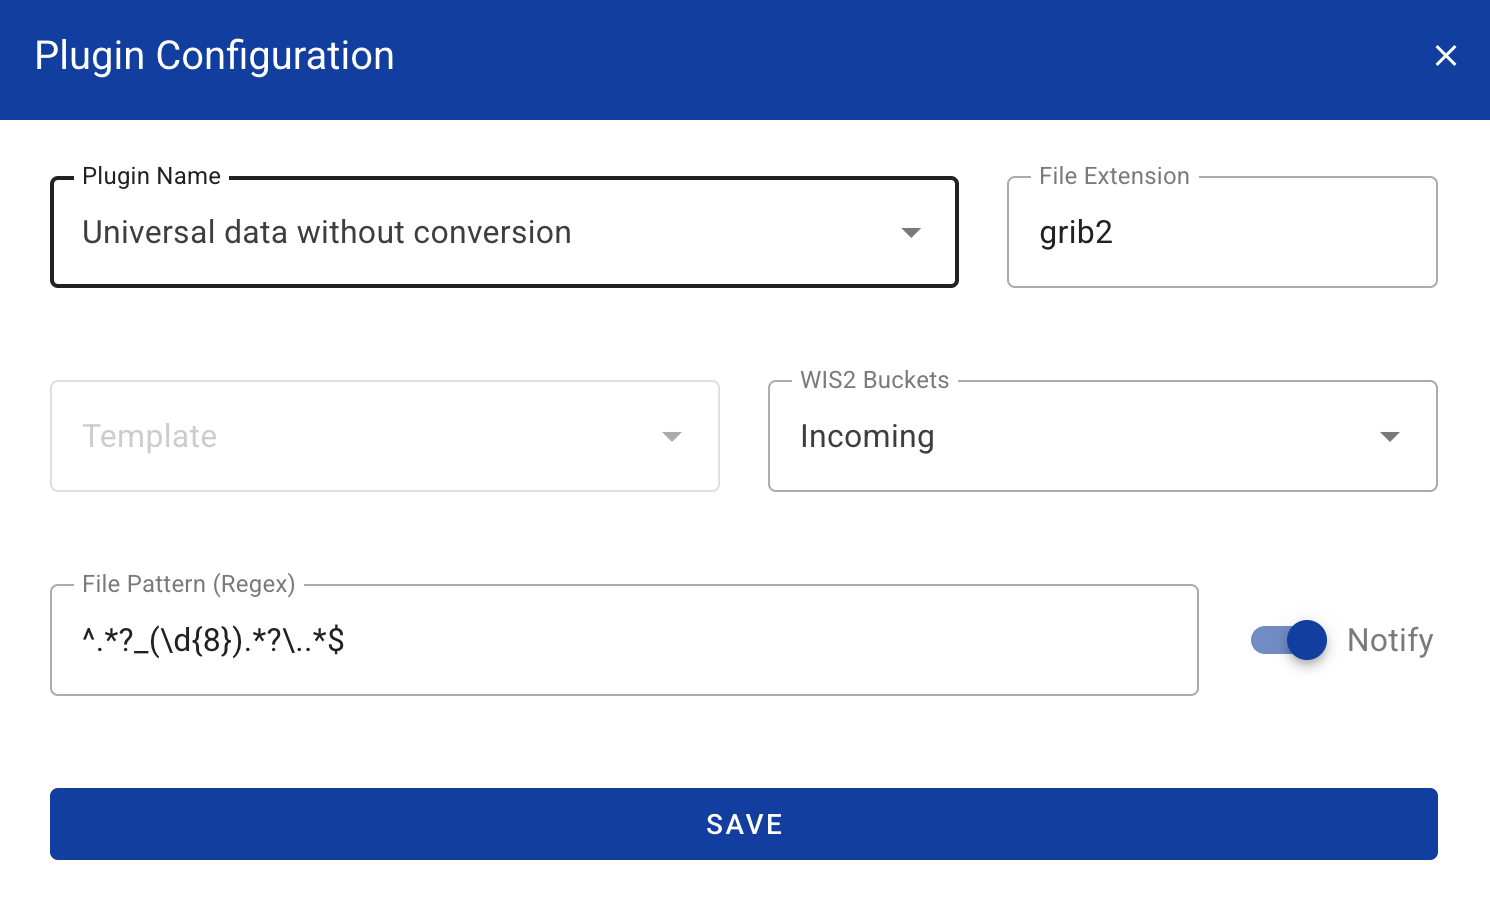 Plugin Configuration
Plugin Name
Universal data without conversion
File Extension
grib2
Template
WIS2 Buckets
Incoming
File Pattern (Regex)
^.*?_(\d{8}).*?\..*$
Notify
SAVE